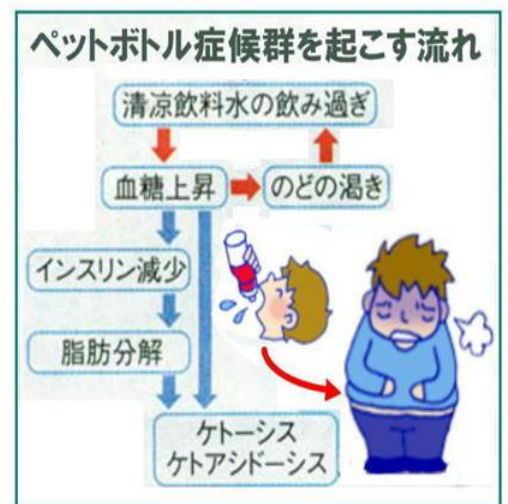 ペットボトル症候群を起こす流れ
清涼飲料水の飲み過ぎ
血糖上昇
のどの渇き
インスリン減少
脂肪分解
ケトーシス
ケトアシドーシス